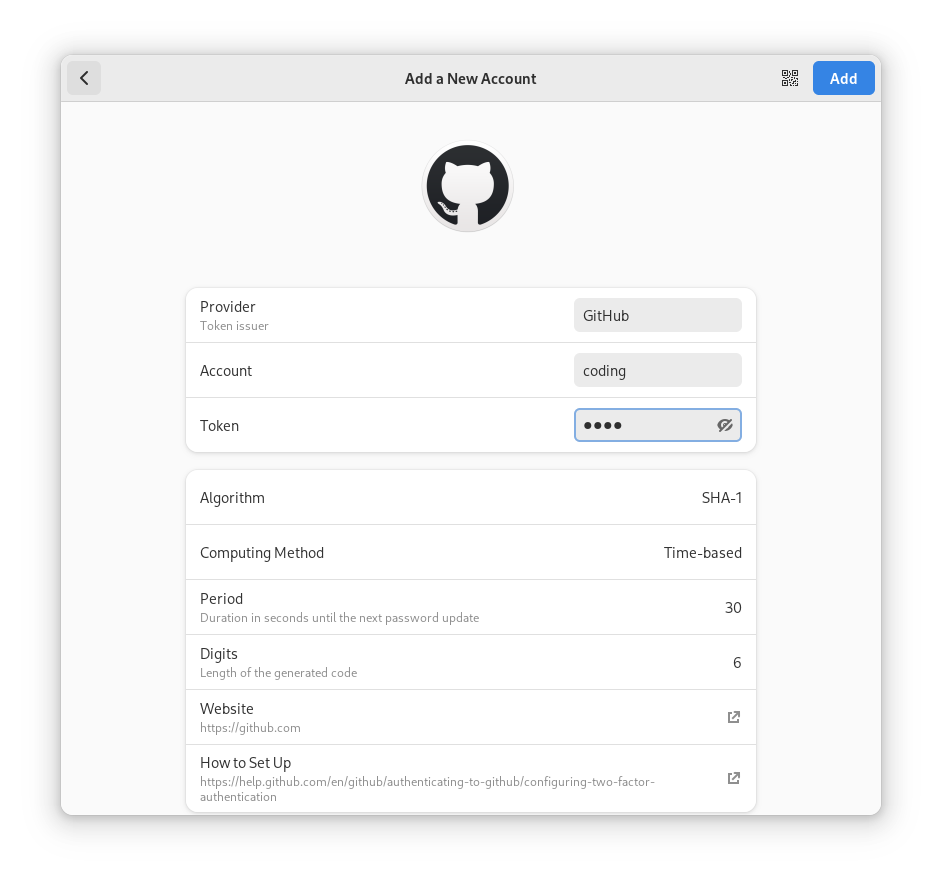 Add a New Account
Add
Provider
Token issuer
GitHub
Account
coding
Token
●●●●
Algorithm
SHA-1
Computing Method
Time-based
Period
Duration in seconds until the next password update
30
Digits
Length of the generated code
6
Website
https://github.com
How to Set Up
https://help.github.com/en/github/authenticating-to-github/configuring-two-factor-
authentication